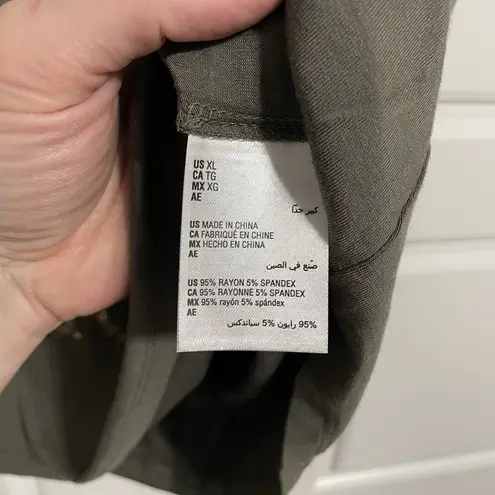 US XL
CA TG
MX XG
AE
كبير جدًا
US MADE IN CHINA
CA FABRIQUÉ EN CHINE
MX HECHO EN CHINA
AE
صُنع في الصين
US 95% RAYON 5% SPANDEX
CA 95% RAYONNE 5% SPANDEX
MX 95% rayón 5% spándex
AE
95% رايون 5% سباندكس